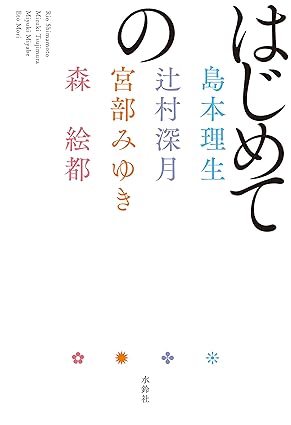 はじめての
島本理生
辻村深月
宮部みゆき
森 絵都
Rio Shimamoto
Mizuki Tsujimura
Miyuki Miyabe
Eto Mori
水鈴社